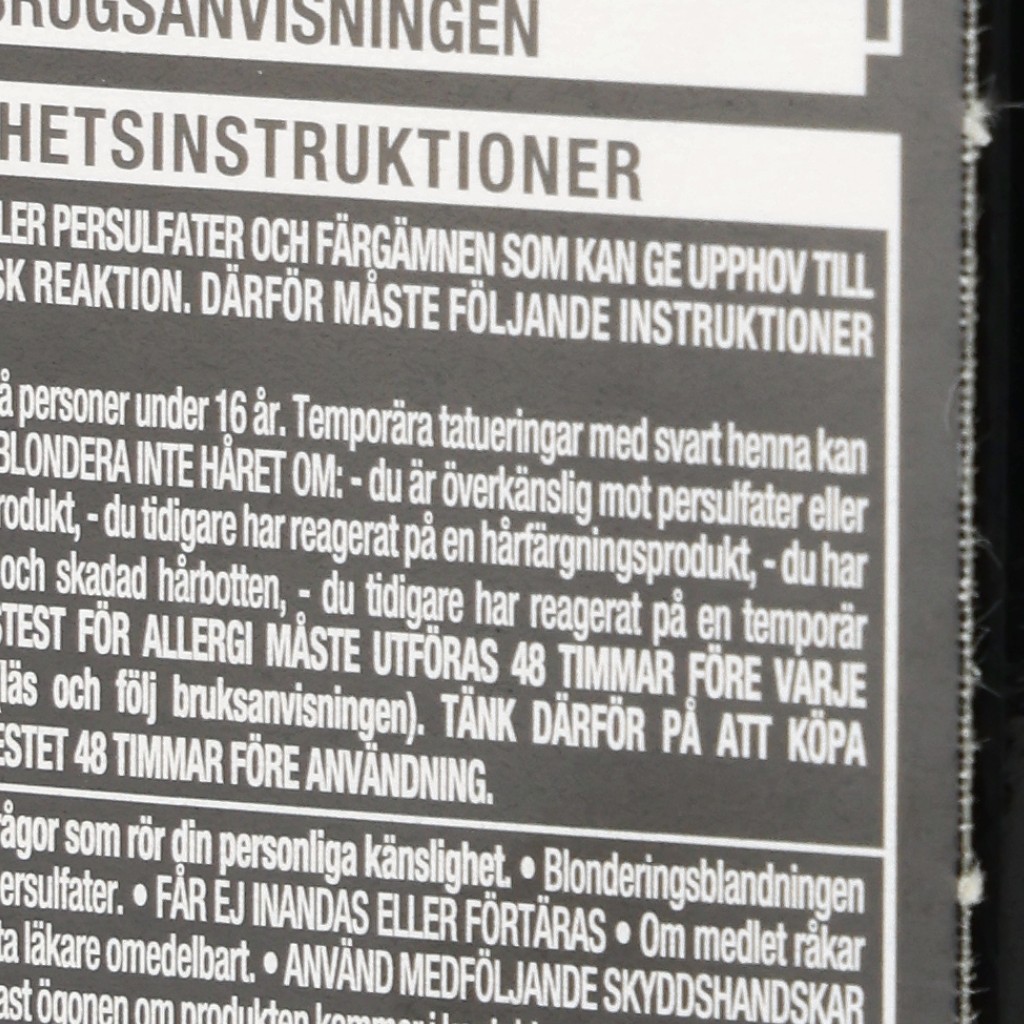 BRUGSANVISNINGEN
HETSINSTRUKTIONER
LER PERSULFATER OCH FÄRGÄMNEN SOM KAN GE UPPHOV TILL
SK REAKTION. DÄRFÖR MÅSTE FÖLJANDE INSTRUKTIONER
å personer under 16 år. Temporära tatueringar med svart henna kan
BLONDERA INTE HÅRET OM: - du är överkänslig mot persulfater eller
rodukt, - du tidigare har reagerat på en hårfärgningsprodukt, - du har
och skadad hårbotten, - du tidigare har reagerat på en temporär
STEST FÖR ALLERGI MÅSTE UTFÖRAS 48 TIMMAR FÖRE VARJE
(läs och följ bruksanvisningen). TÄNK DÄRFÖR PÅ ATT KÖPA
ESTET 48 TIMMAR FÖRE ANVÄNDNING.
rågor som rör din personliga känslighet. • Blonderingsblandningen
ersulfater. • FÅR EJ INANDAS ELLER FÖRTÄRAS • Om medlet råkar
ta läkare omedelbart. • ANVÄND MEDFÖLJANDE SKYDDSHANDSKAR
ast ögonen om produkten kommer i